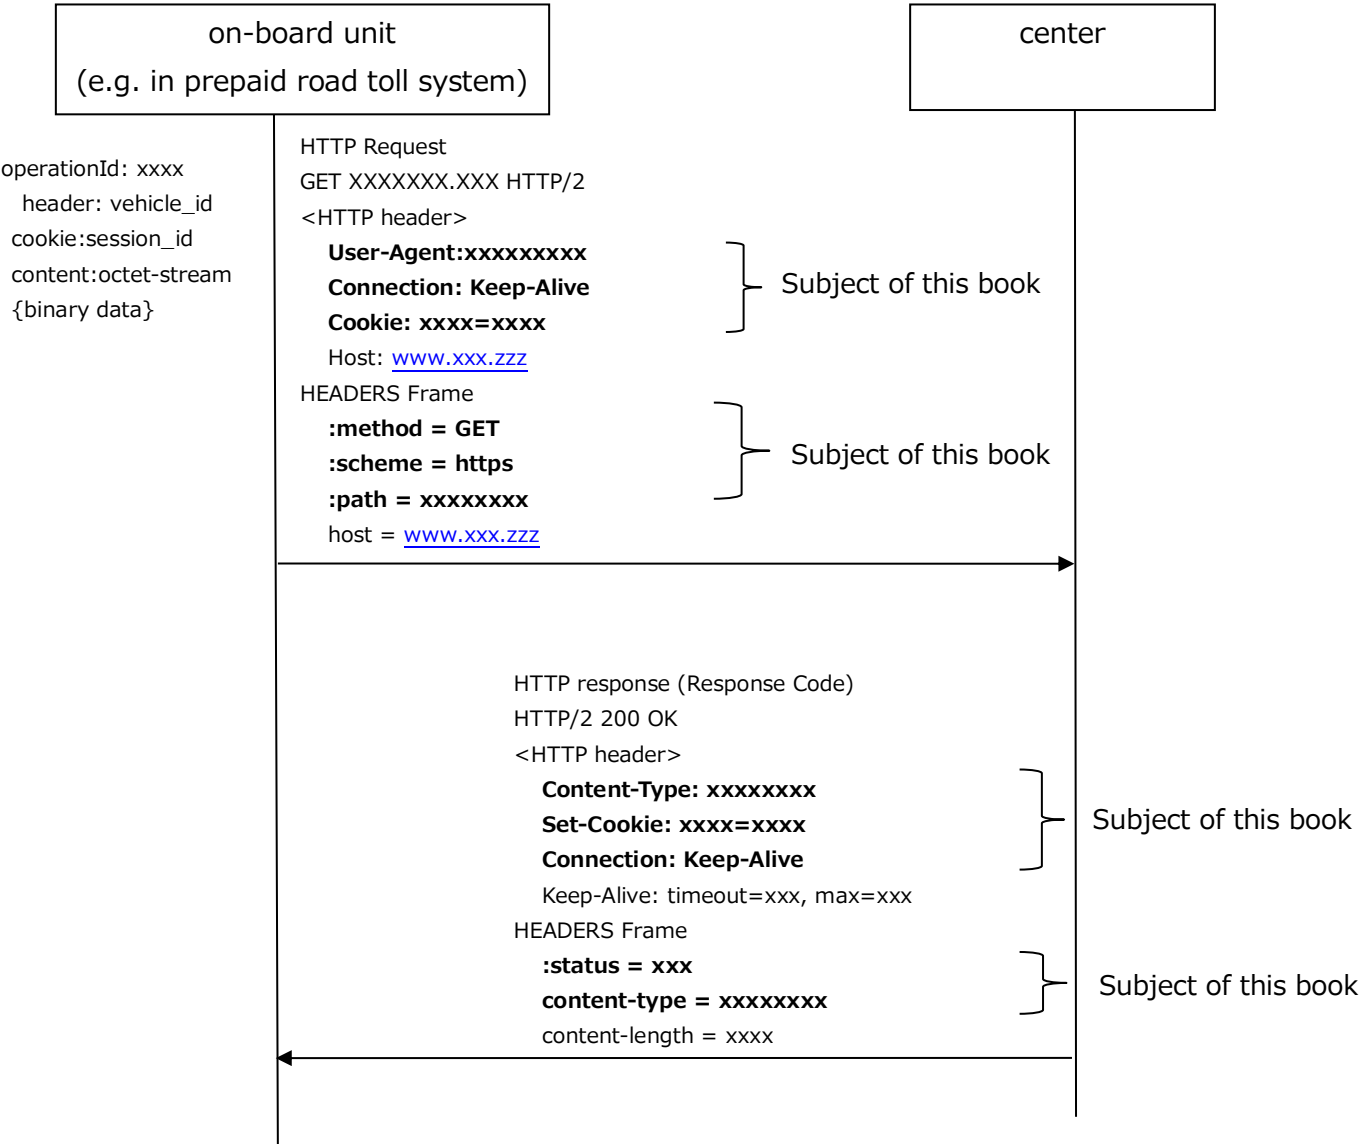 on-board unit
(e.g. in prepaid road toll system)
center
operationId: xxxx
header: vehicle_id
cookie:session_id
content:octet-stream
{binary data}
HTTP Request
GET XXXXXXX.XXX HTTP/2
<HTTP header>
User-Agent:xxxxxxxxx
Connection: Keep-Alive
Cookie: xxxx=xxxx
Subject of this book
Host: www.xxx.zzz
HEADERS Frame
:method = GET
:scheme = https
:path = xxxxxxxx
Subject of this book
host = www.xxx.zzz
HTTP response (Response Code)
HTTP/2 200 OK
<HTTP header>
Content-Type: xxxxxxxx
Set-Cookie: xxxx=xxxx
Connection: Keep-Alive
Subject of this book
Keep-Alive: timeout=xxx, max=xxx
HEADERS Frame
:status = xxx
content-type = xxxxxxxx
Subject of this book
content-length = xxxx